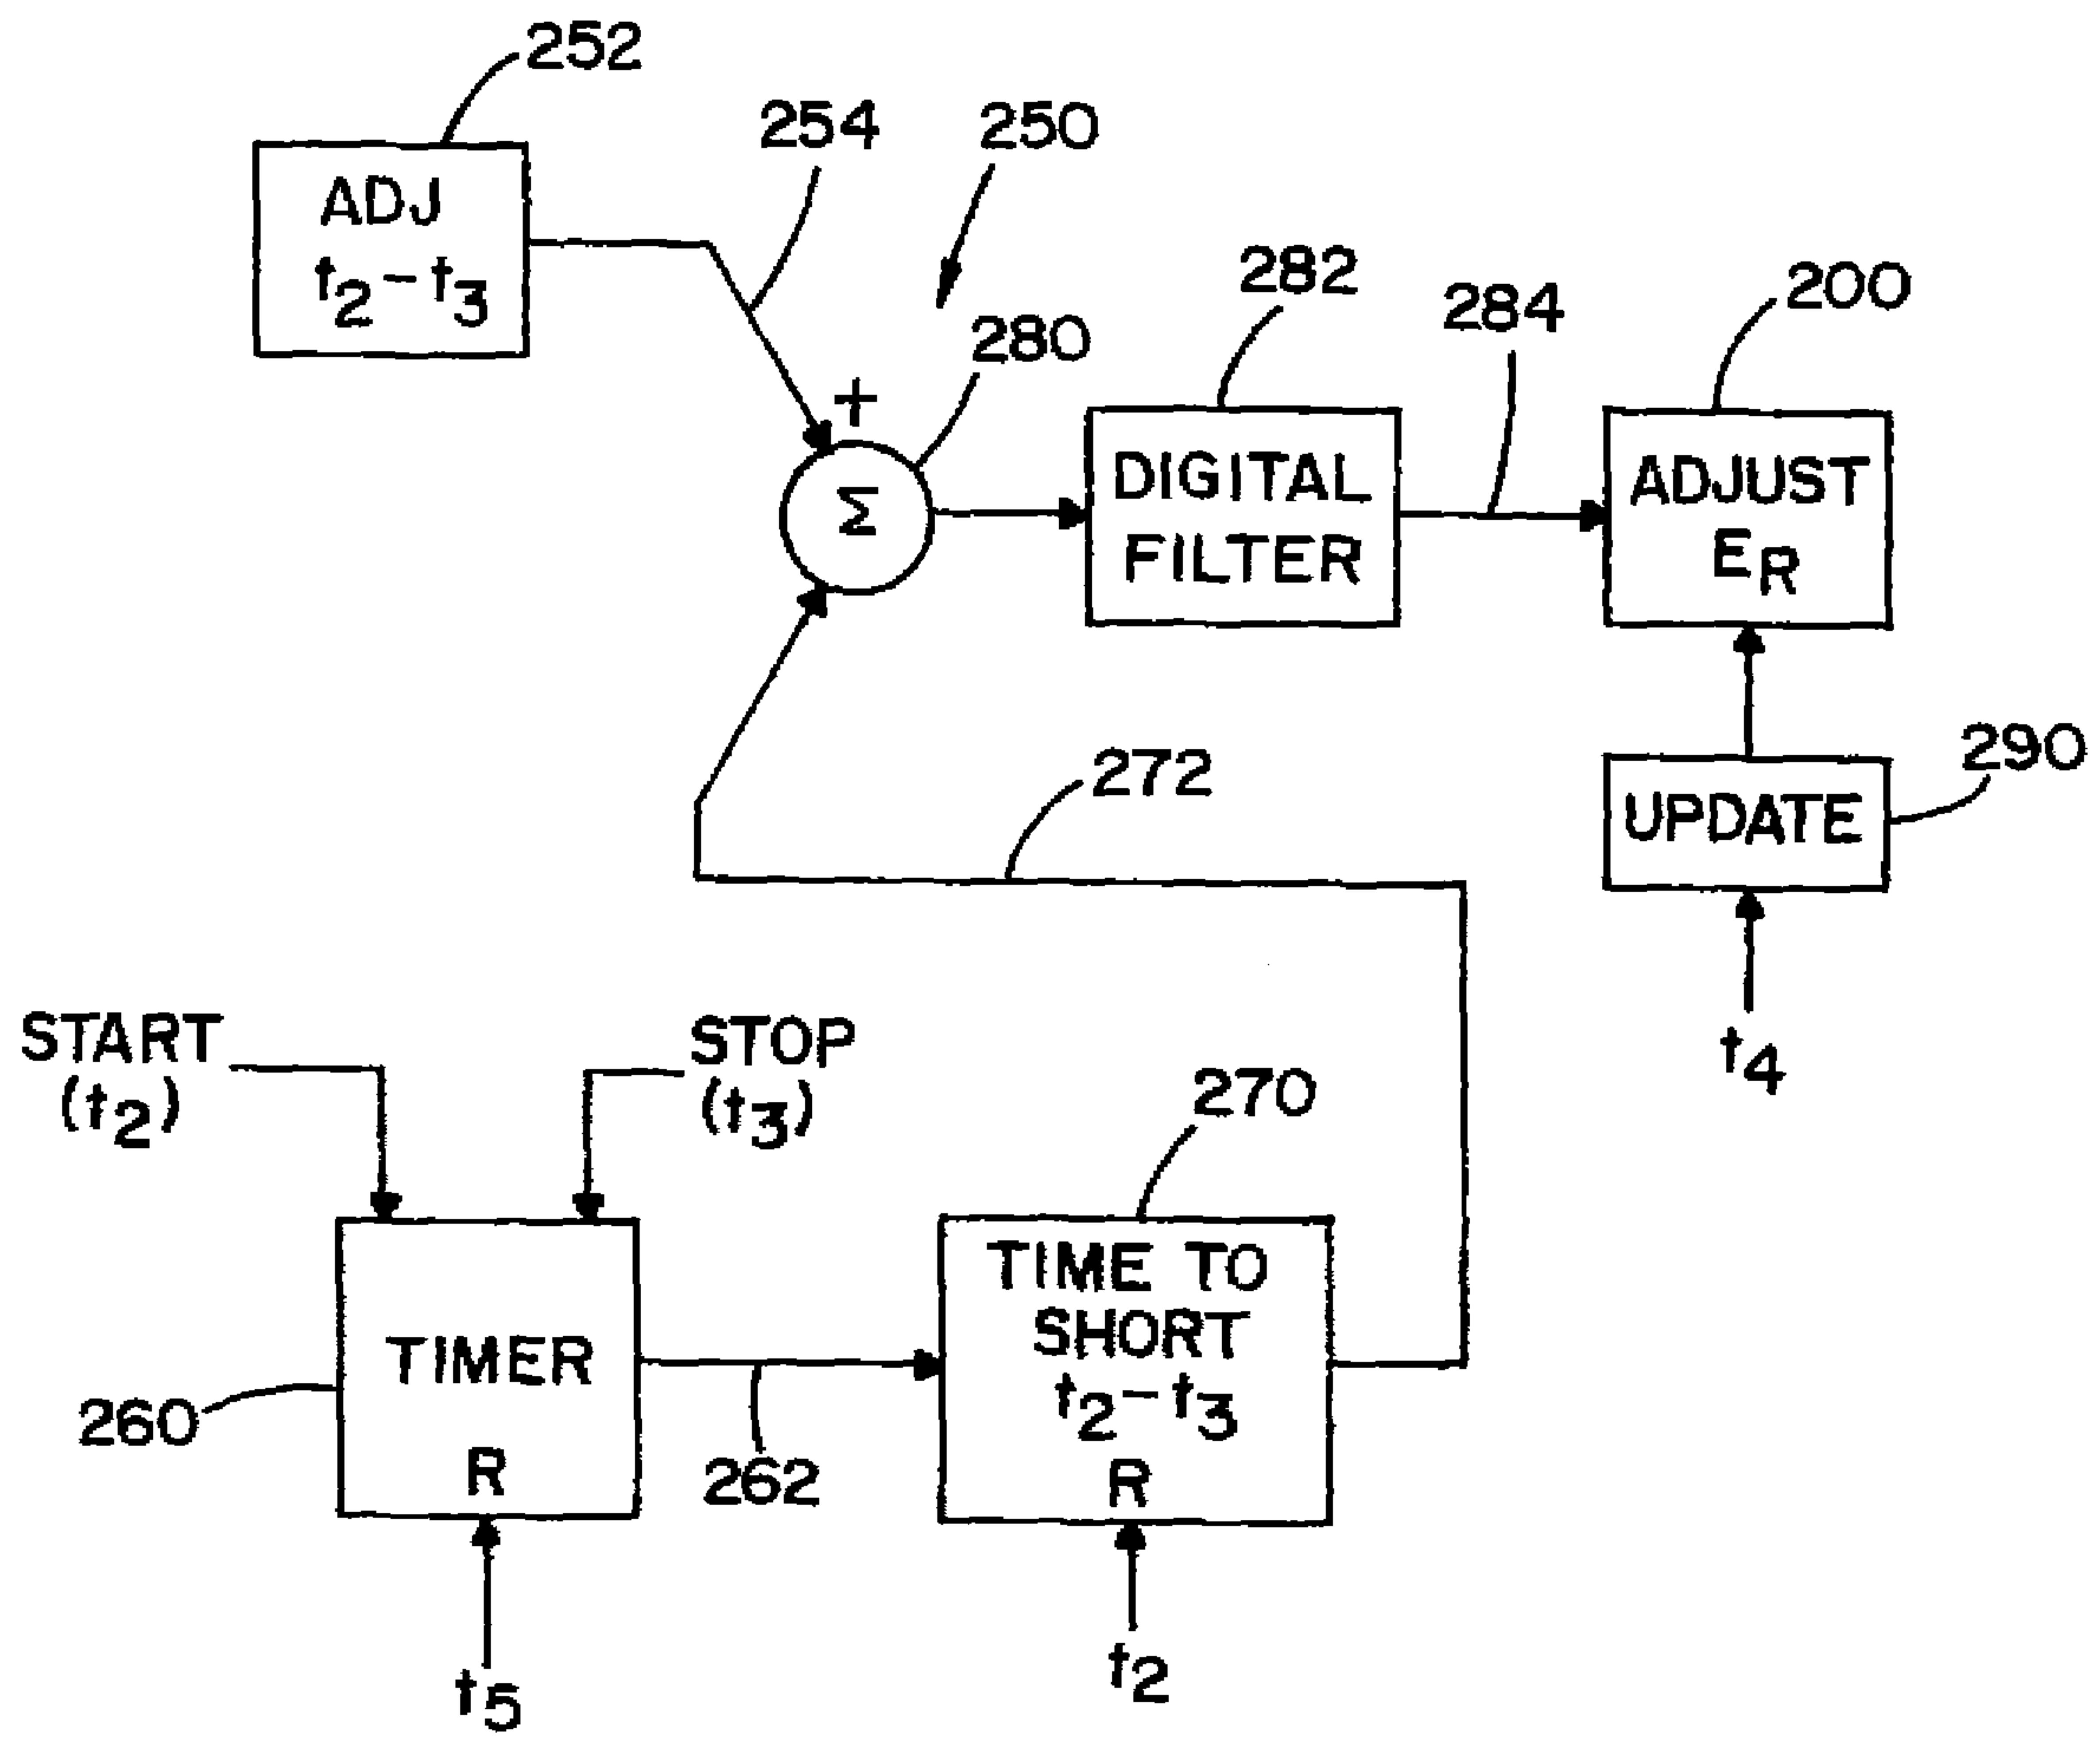 252
254
250
ADJ
t2-t3
282
284
200
280
+
Σ
DIGITAL
FILTER
ADJUST
ER
272
290
UPDATE
START
(t2)
STOP
(t3)
t4
270
TIME TO
SHORT
t2-t3
R
TIMER
R
260
262
t5
t2